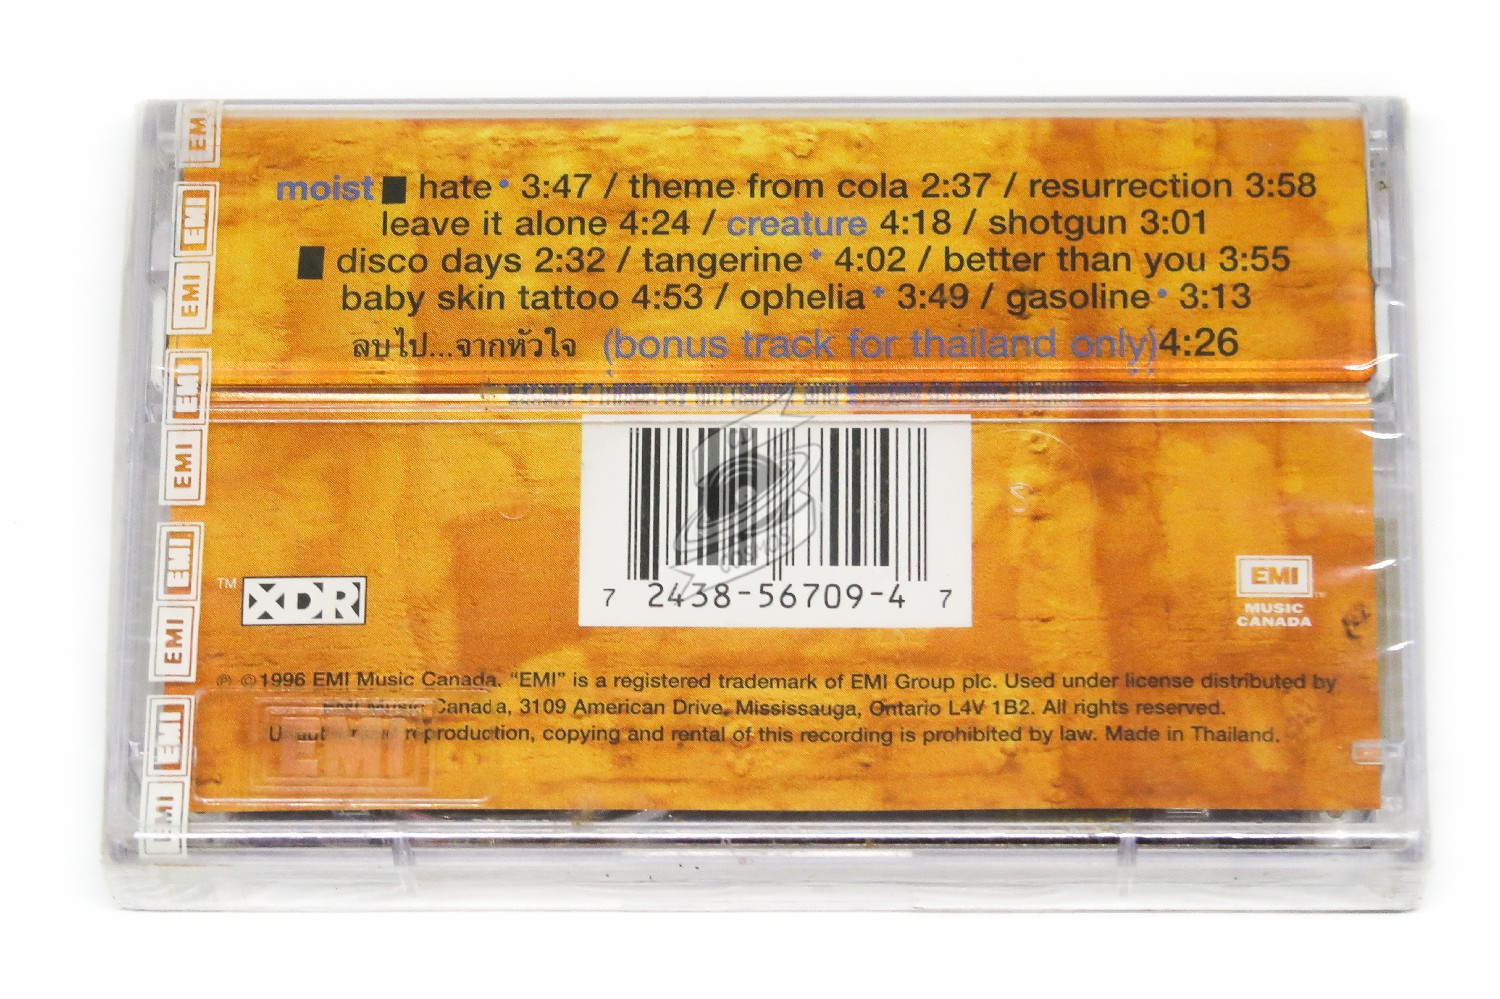 moist ■ hate • 3:47 / theme from cola 2:37 / resurrection 3:58
leave it alone 4:24 / creature 4:18 / shotgun 3:01
■ disco days 2:32 / tangerine + 4:02 / better than you 3:55
baby skin tattoo 4:53 / ophelia + 3:49 / gasoline • 3:13
ลบไป...จากหัวใจ (bonus track for thailand only) 4:26
7 2438-56709-4 7
TM XDR
EMI TM
MUSIC
CANADA
℗ ©1996 EMI Music Canada. “EMI” is a registered trademark of EMI Group plc. Used under license distributed by
EMI Music Canada, 3109 American Drive, Mississauga, Ontario L4V 1B2. All rights reserved.
Unauthorized reproduction, copying and rental of this recording is prohibited by law. Made in Thailand.
EMI
EMI
EMI
EMI
EMI
EMI
EMI
EMI
EMI
EMI